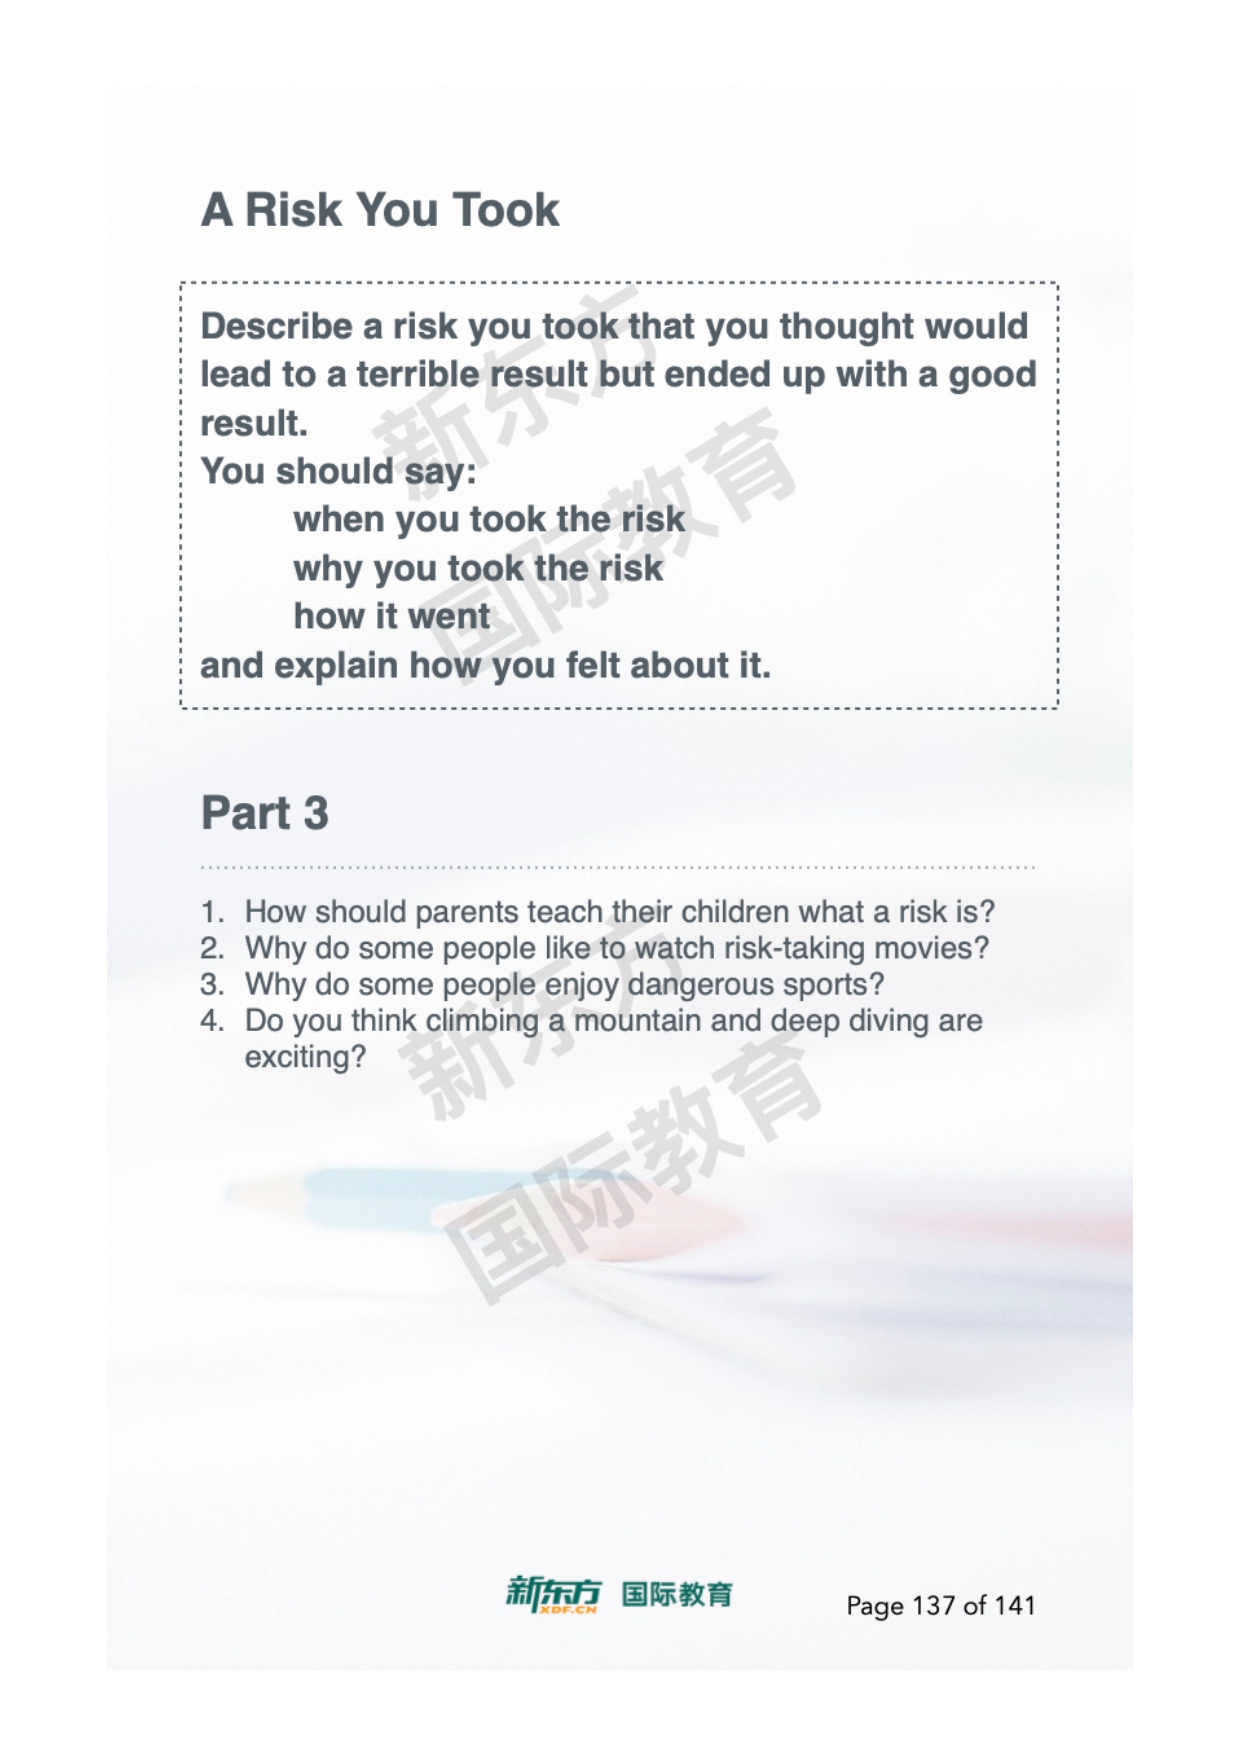 A Risk You Took
Describe a risk you took that you thought would
lead to a terrible result but ended up with a good
result.
You should say:
when you took the risk
why you took the risk
how it went
and explain how you felt about it.
新东方
国际教育
Part 3
1. How should parents teach their children what a risk is?
2. Why do some people like to watch risk-taking movies?
3. Why do some people enjoy dangerous sports?
4. Do you think climbing a mountain and deep diving are
exciting?
新东方
国际教育
新东方 XDF.CN 国际教育
Page 137 of 141